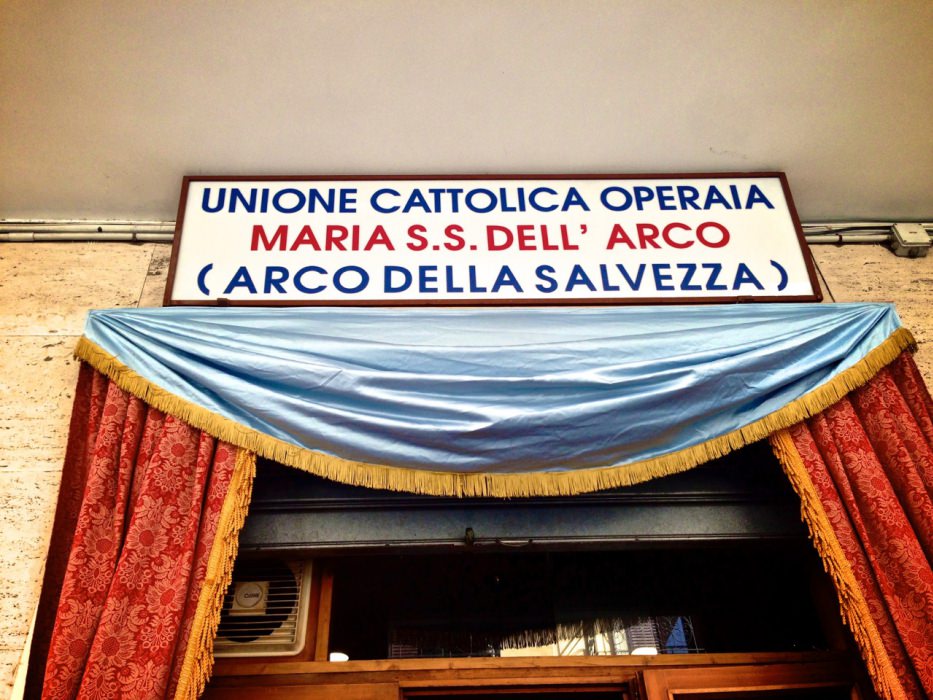 UNIONE CATTOLICA OPERAIA
MARIA S.S. DELL' ARCO
( ARCO DELLA SALVEZZA )